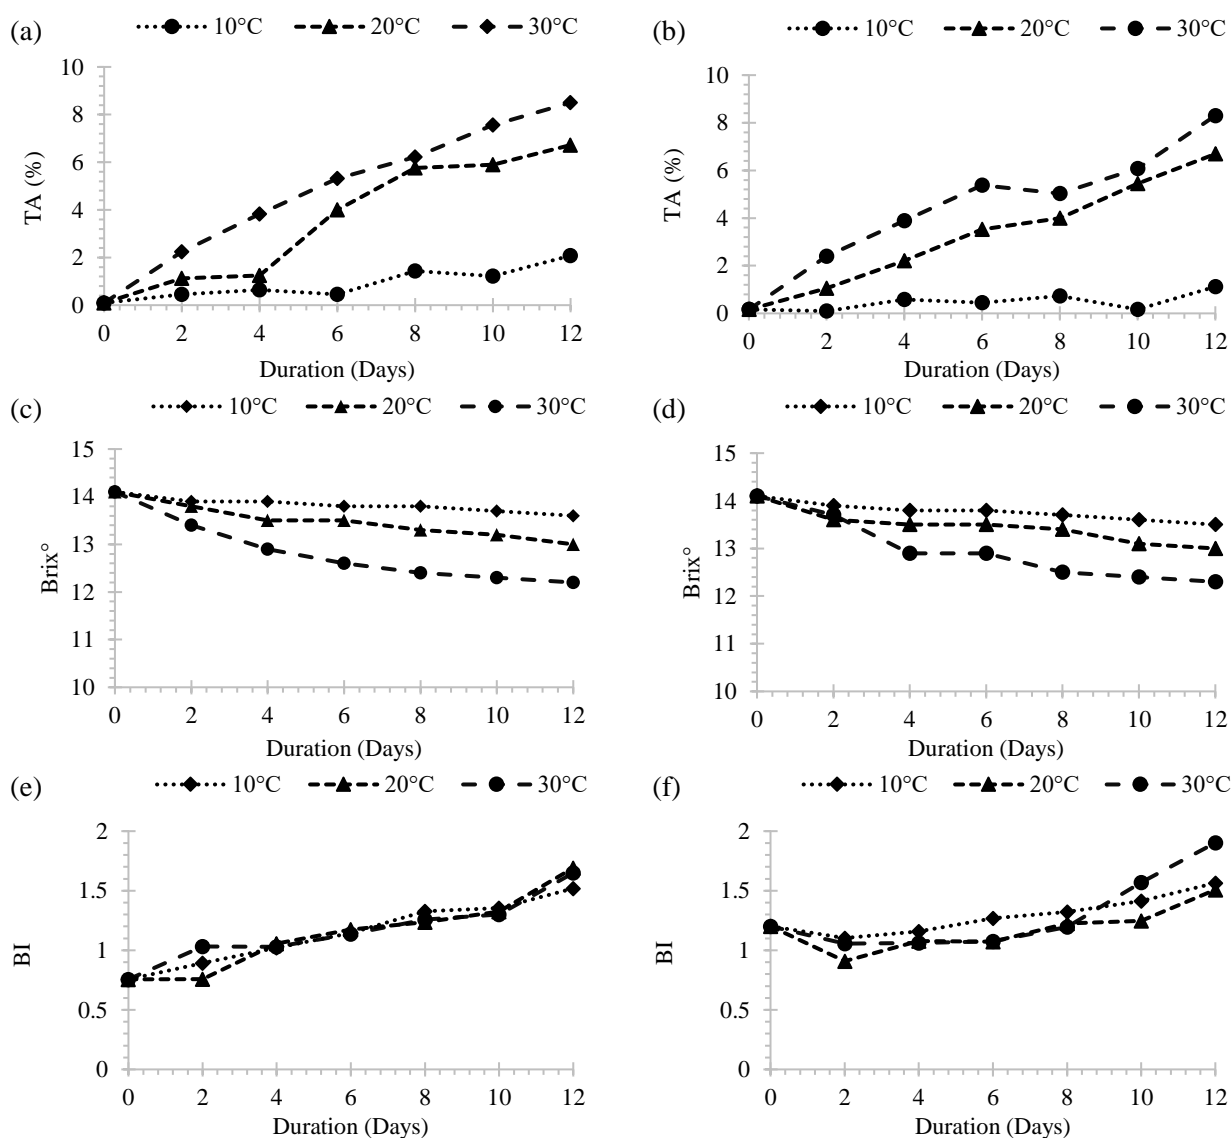 (a) 10°C 20°C 30°C
10
8
6
4
2
0
TA (%)
0 2 4 6 8 10 12
Duration (Days)
(b) 10°C 20°C 30°C
10
8
6
4
2
0
TA (%)
0 2 4 6 8 10 12
Duration (Days)
(c) 10°C 20°C 30°C
15
14
13
12
11
10
Brix°
0 2 4 6 8 10 12
Duration (Days)
(d) 10°C 20°C 30°C
15
14
13
12
11
10
Brix°
0 2 4 6 8 10 12
Duration (Days)
(e) 10°C 20°C 30°C
2
1.5
1
0.5
0
BI
0 2 4 6 8 10 12
Duration (Days)
(f) 10°C 20°C 30°C
2
1.5
1
0.5
0
BI
0 2 4 6 8 10 12
Duration (Days)